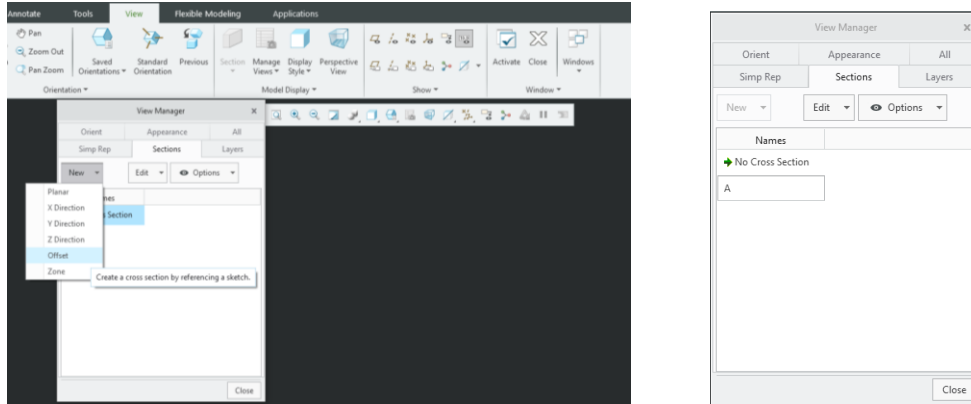 Annotate Tools View Flexible Modeling Applications
Pan
Zoom Out
Pan Zoom
Saved Orientations
Standard Orientation
Previous
Section
Manage Views
Display Style
Perspective View
Activate Close Windows
Orientation Model Display Show Window
View Manager
Orient Appearance All
Simp Rep Sections Layers
New Edit Options
Planar
X Direction
Y Direction
Z Direction
Offset
Zone
Section
Create a cross section by referencing a sketch.
Close
View Manager
Orient Appearance All
Simp Rep Sections Layers
New Edit Options
Names
No Cross Section
A
Close